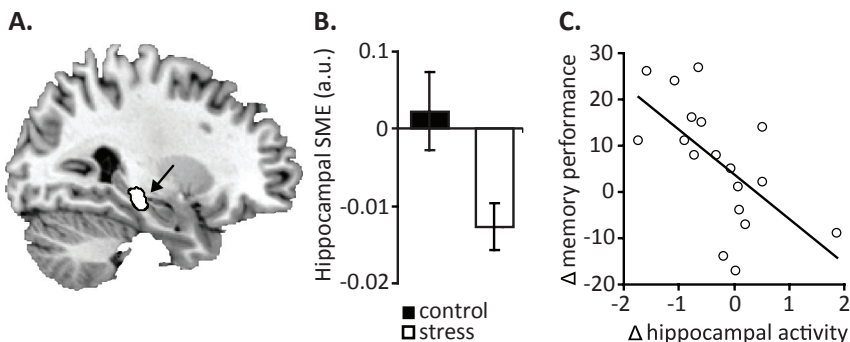 A.
B.
C.
Hippocampal SME (a.u.)
0.1
0
-0.01
-0.02
control
stress
Δ memory performance
30
20
10
0
-10
-20
-2
-1
0
1
2
Δ hippocampal activity